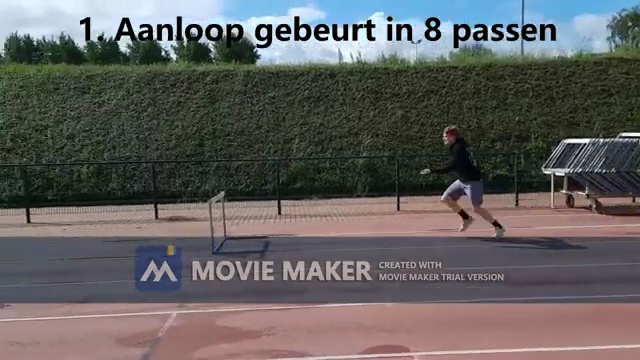 1. Aanloop gebeurt in 8 passen
MOVIE MAKER
CREATED WITH
MOVIE MAKER TRIAL VERSION